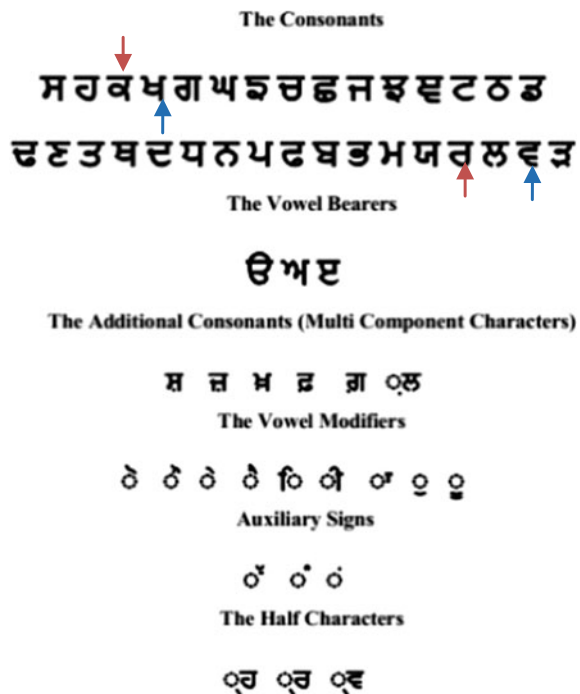 The Consonants
ਸ ਹ ਕ ਖ ਗ ਘ ਙ ਚ ਛ ਜ ਝ ਞ ਟ ਠ ਡ
ਢ ਣ ਤ ਥ ਦ ਧ ਨ ਪ ਫ ਬ ਭ ਮ ਯ ਰ ਲ ਵ ੜ
The Vowel Bearers
ੳ ਅ ੲ
The Additional Consonants (Multi Component Characters)
ਸ਼ ਜ਼ ਖ਼ ਫ਼ ਗ਼ ਼ਲ
The Vowel Modifiers
ੋ ੌ ੇ ੈ ਿ ੀ ਾ ੁ ੂ
Auxiliary Signs
ੱ ੰ ਂ
The Half Characters
੍ਹ ੍ਰ ੍ਵ